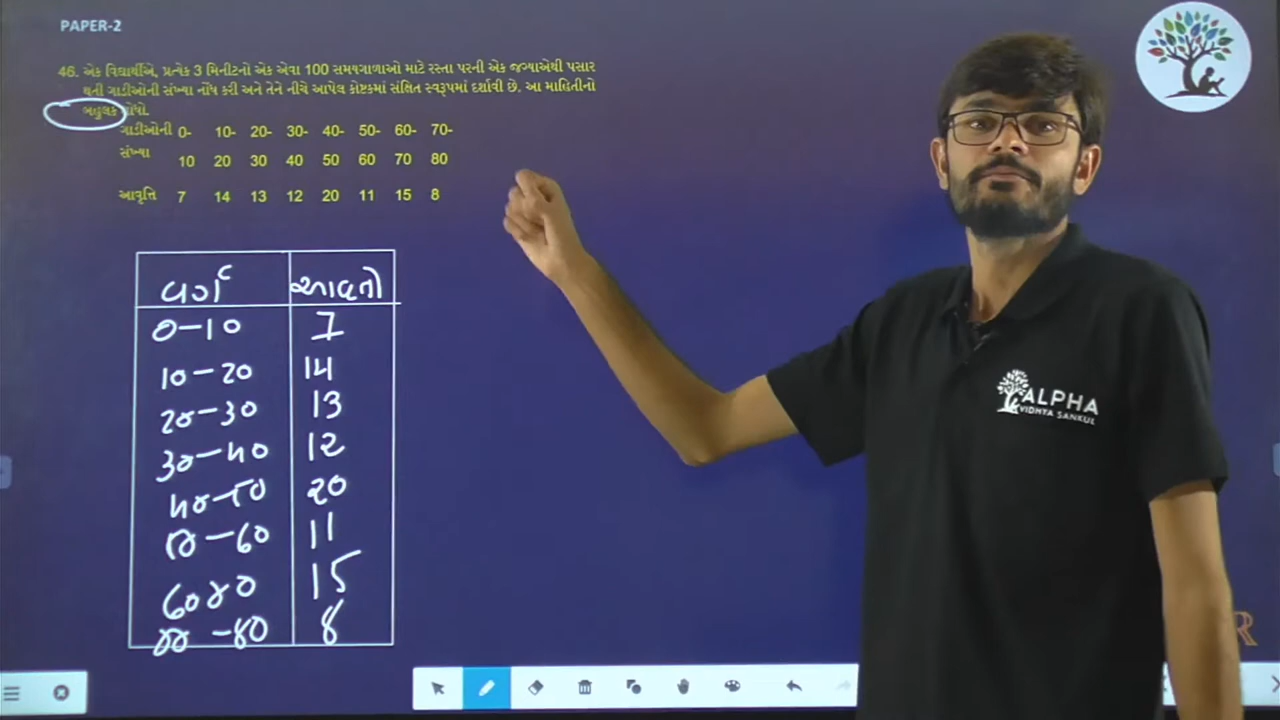 PAPER-2
46. એક વિદ્યાર્થીએ, પ્રત્યેક 3 મિનીટનો એક એવા 100 સમયગાળાઓ માટે રસ્તા પરની એક જગ્યાએથી પસાર
થતી ગાડીઓની સંખ્યા નોંધ કરી અને તેને નીચે આપેલ કોષ્ટકમાં સંક્ષિત સ્વરૂપમાં દર્શાવી છે. આ માહિતીનો
બહુલક શોધો.
ગાડીઓની 0- 10- 20- 30- 40- 50- 60- 70-
સંખ્યા 10 20 30 40 50 60 70 80
આવૃત્તિ 7 14 13 12 20 11 15 8
વર્ગ
0-10 7
10-20 14
20-30 13
30-40 12
40-50 20
50-60 11
15
-80 8
ALPHA
VIDHYA SANKUL